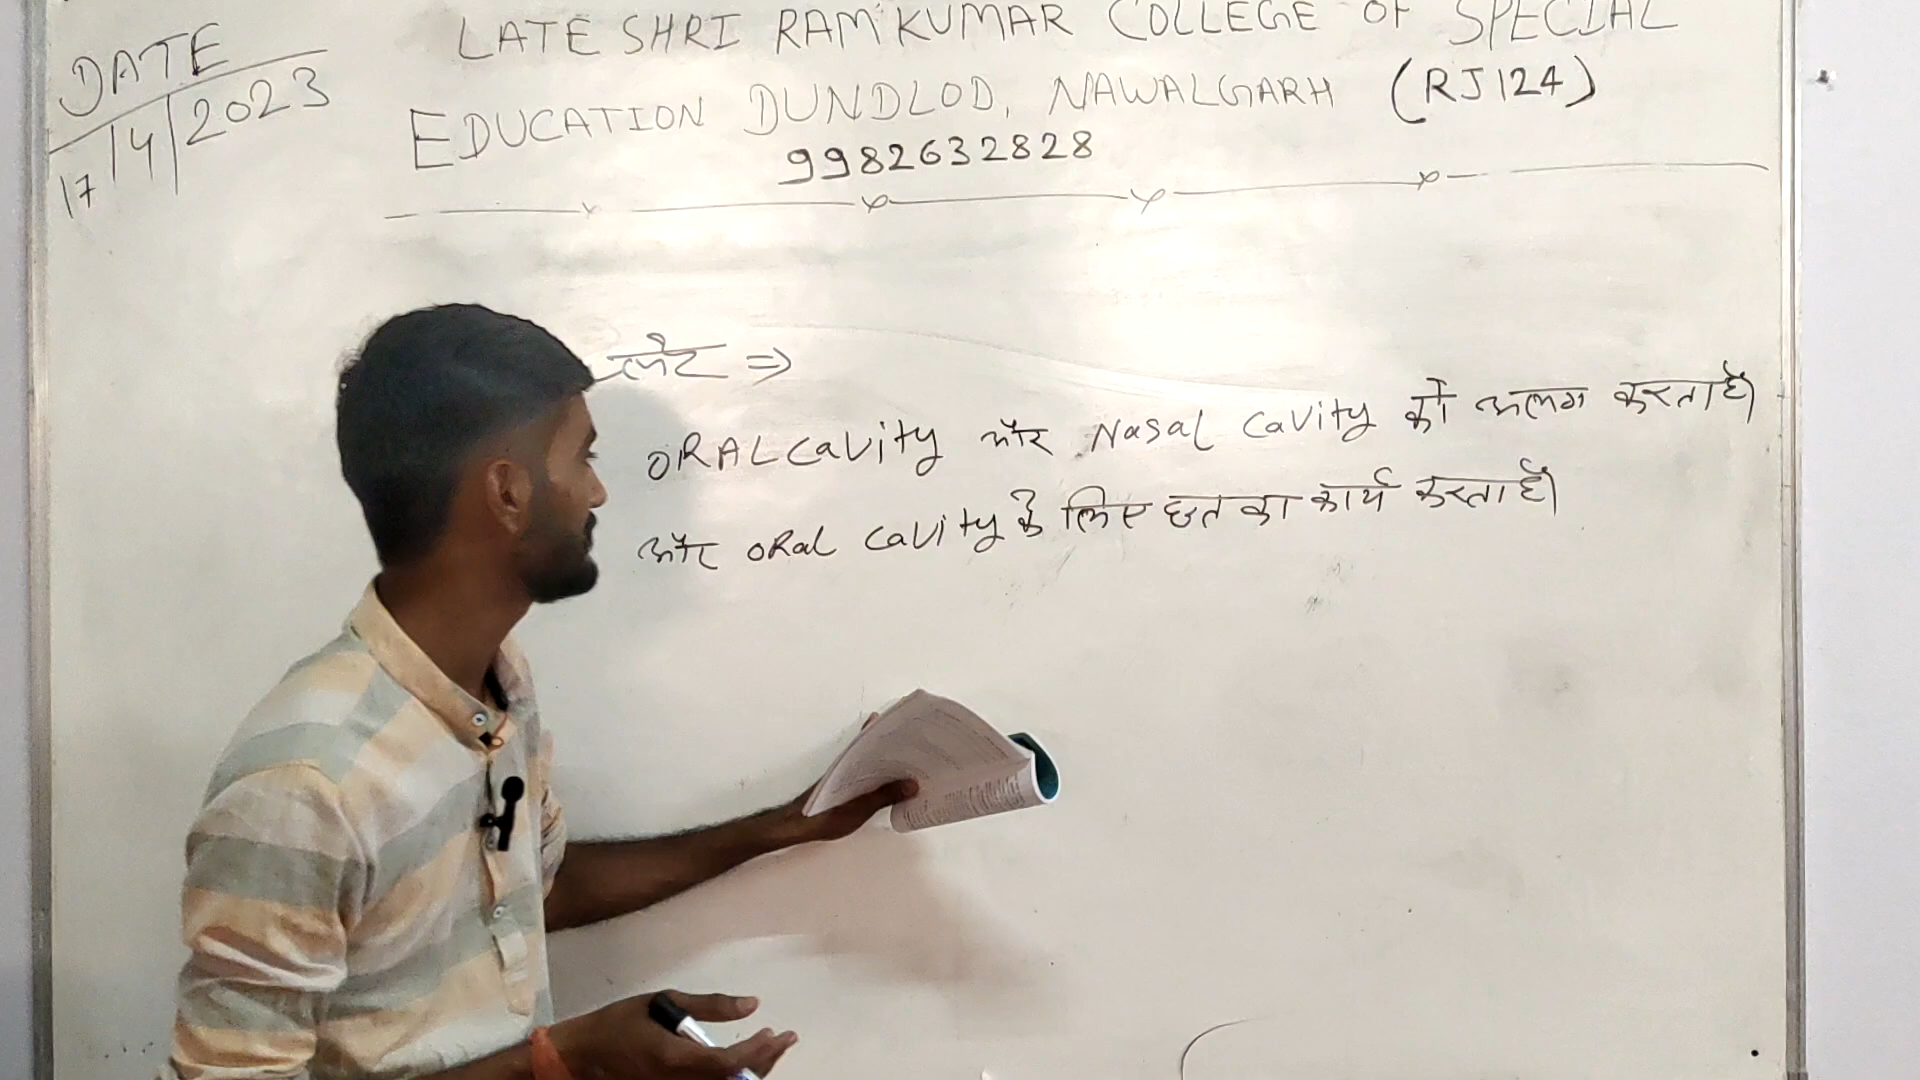 DATE
17/4/2023
LATE SHRI RAM KUMAR COLLEGE OF SPECIAL
EDUCATION DUNDLOD, NAWALGARH (RJ124)
9982632828
⇒
ORAL cavity और Nasal cavity को अलग करता है।
और oRal cavity के लिए छत का कार्य करता है।